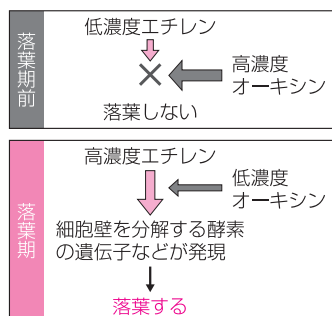 落葉期前
低濃度エチレン
高濃度
オーキシン
落葉しない
落葉期
高濃度エチレン
低濃度
オーキシン
細胞壁を分解する酵素
の遺伝子などが発現
落葉する